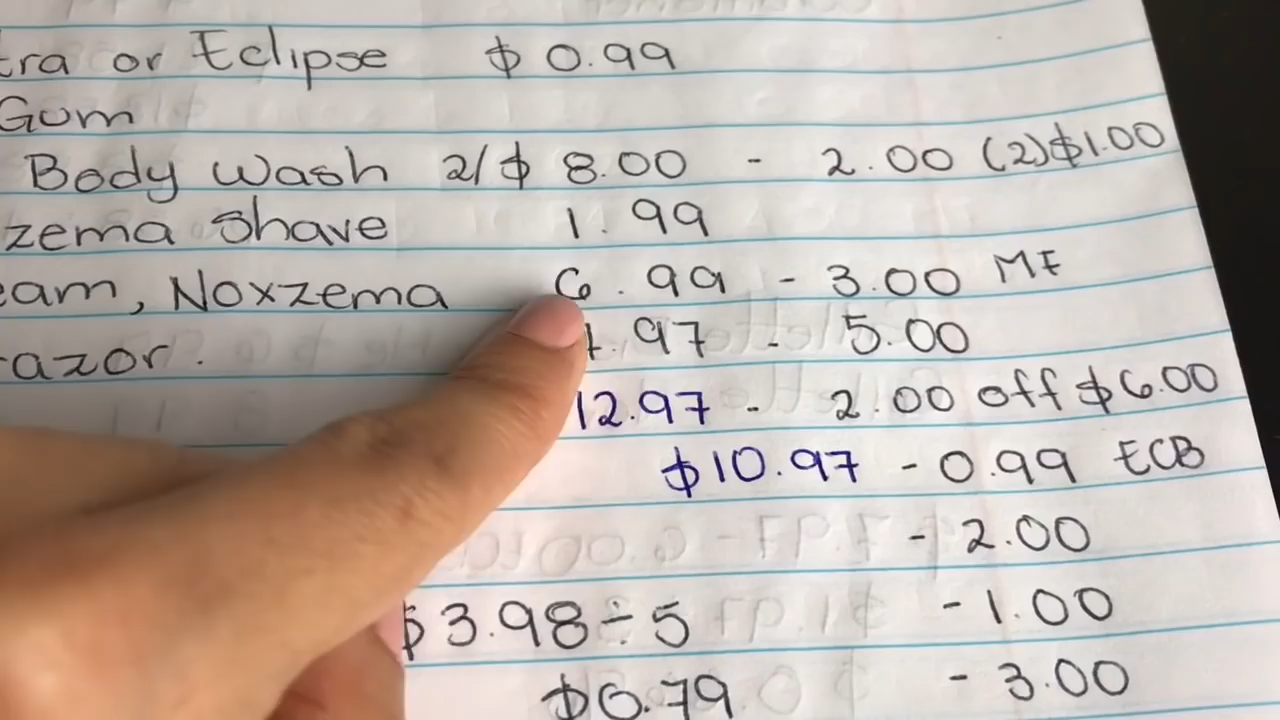 tra or Eclipse $ 0.99
Gum
Body Wash 2/$ 8.00 - 2.00 (2)$1.00
zema Shave 1.99
eam, Noxzema 6.99 - 3.00 MF
razor. 7.97 - 5.00
12.97 - 2.00 off $6.00
$10.97 - 0.99 ECB
- 2.00
$3.98÷5 - 1.00
$0.79 - 3.00